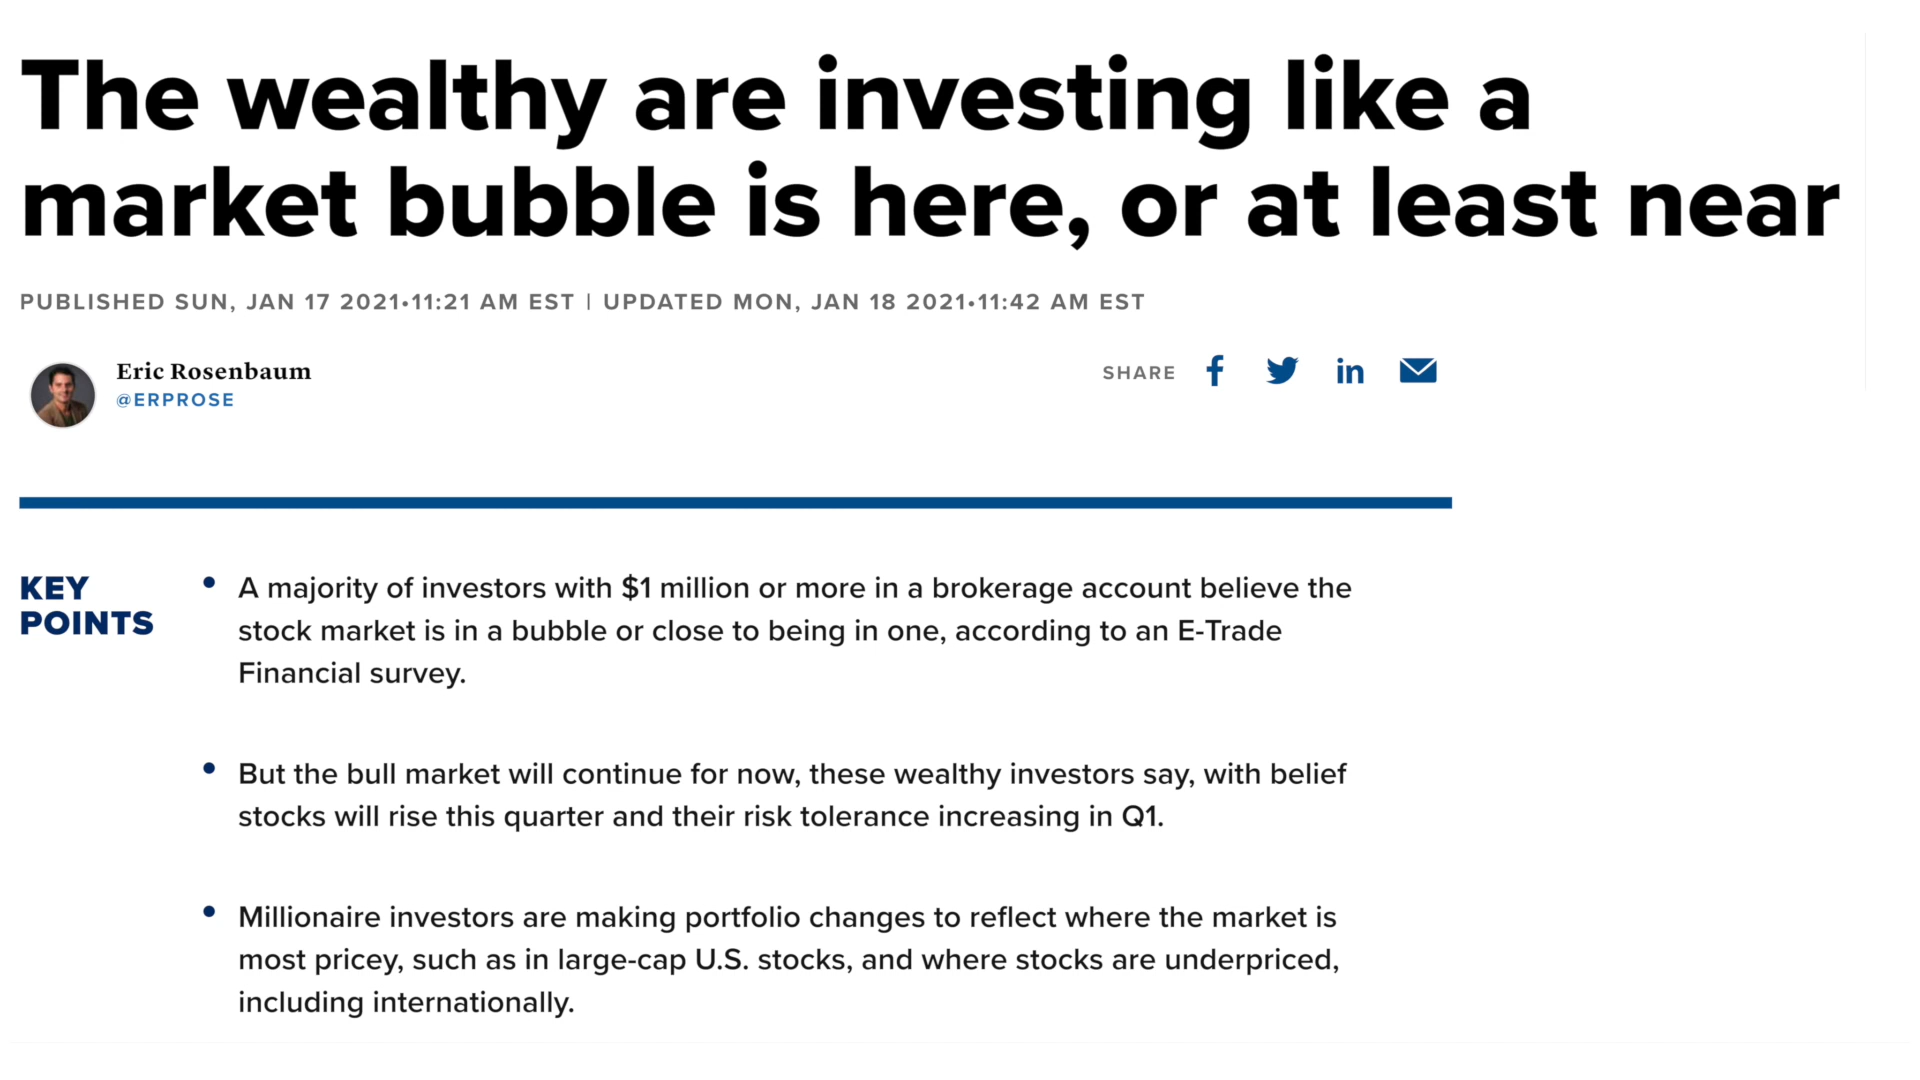 The wealthy are investing like a
market bubble is here, or at least near
PUBLISHED SUN, JAN 17 2021•11:21 AM EST | UPDATED MON, JAN 18 2021•11:42 AM EST
Eric Rosenbaum
@ERPROSE
SHARE
KEY
POINTS
• A majority of investors with $1 million or more in a brokerage account believe the
stock market is in a bubble or close to being in one, according to an E-Trade
Financial survey.
• But the bull market will continue for now, these wealthy investors say, with belief
stocks will rise this quarter and their risk tolerance increasing in Q1.
• Millionaire investors are making portfolio changes to reflect where the market is
most pricey, such as in large-cap U.S. stocks, and where stocks are underpriced,
including internationally.